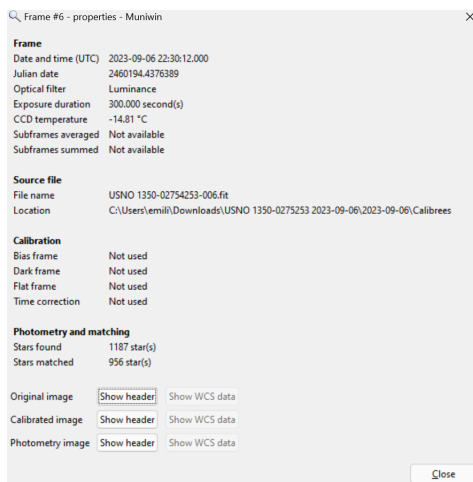 Frame #6 - properties - Muniwin
Frame
Date and time (UTC) 2023-09-06 22:30:12.000
Julian date 2460194.4376389
Optical filter Luminance
Exposure duration 300.000 second(s)
CCD temperature -14.81 °C
Subframes averaged Not available
Subframes summed Not available
Source file
File name USNO 1350-02754253-006.fit
Location C:\Users\emili\Downloads\USNO 1350-0275253 2023-09-06\2023-09-06\Calibrees
Calibration
Bias frame Not used
Dark frame Not used
Flat frame Not used
Time correction Not used
Photometry and matching
Stars found 1187 star(s)
Stars matched 956 star(s)
Original image Show header Show WCS data
Calibrated image Show header Show WCS data
Photometry image Show header Show WCS data
Close